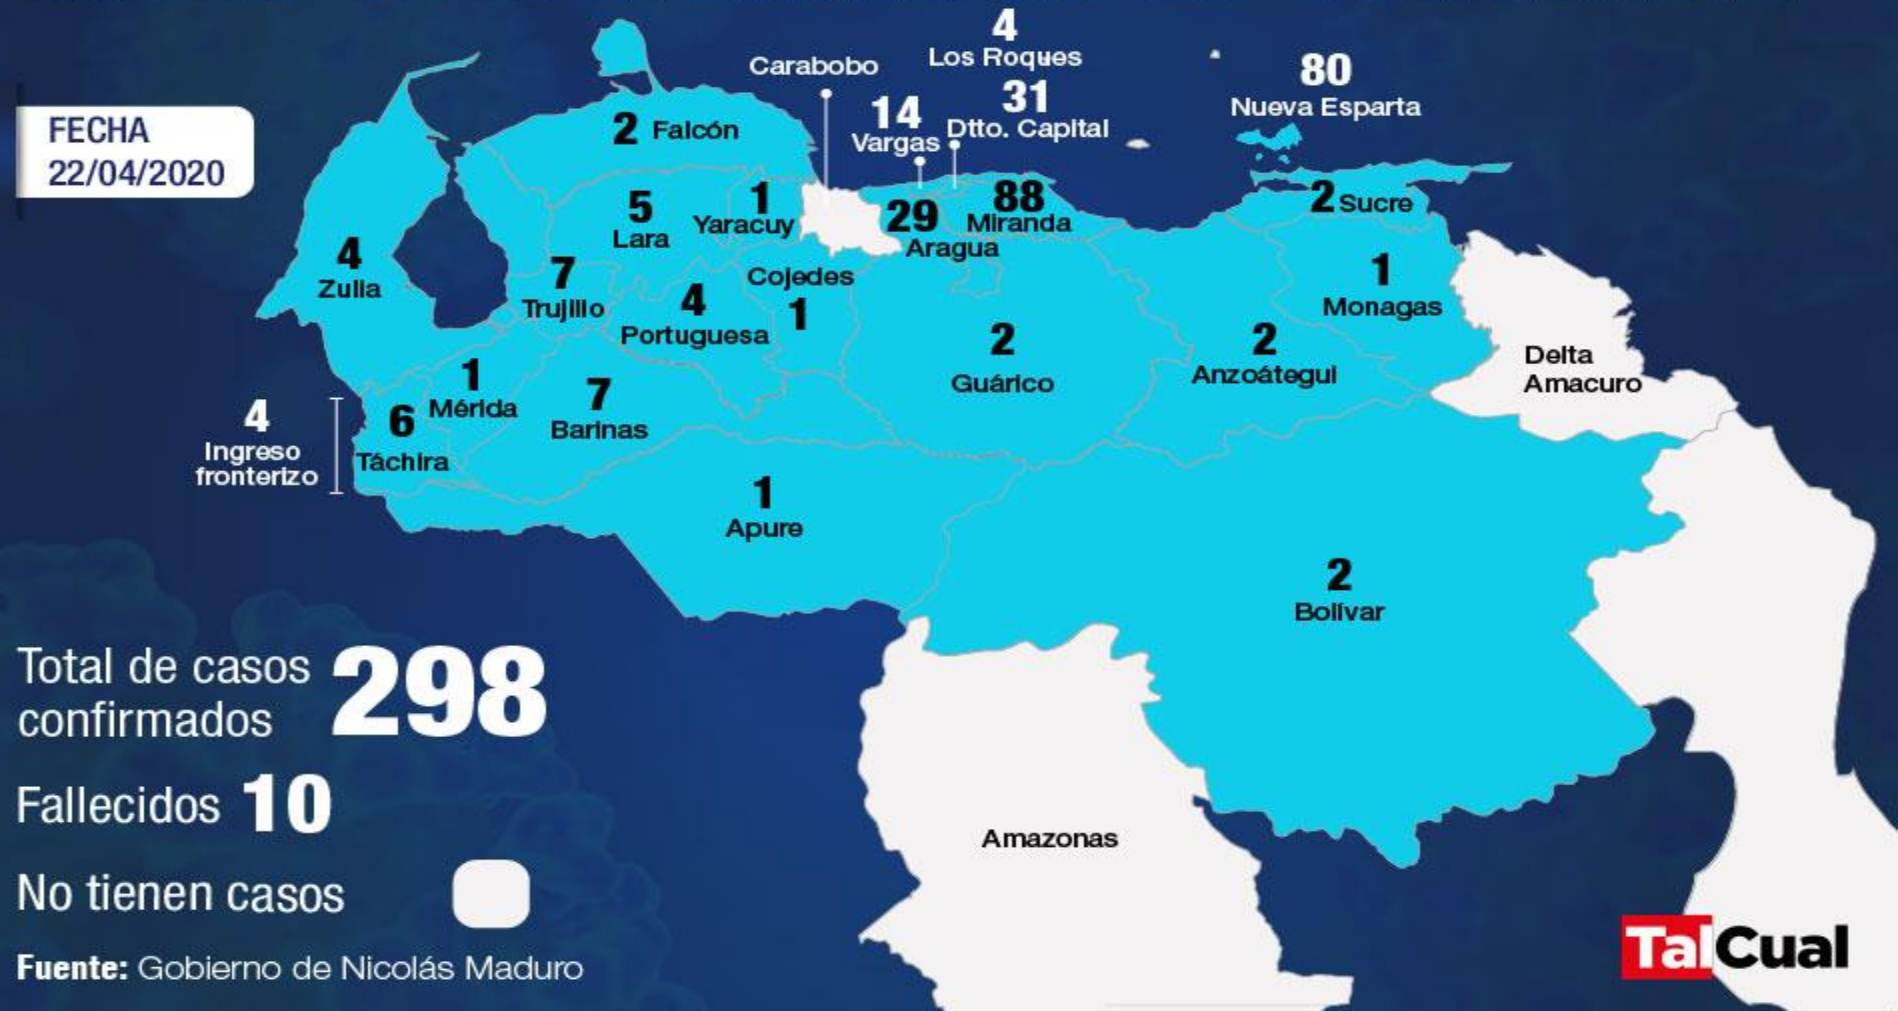 FECHA
22/04/2020
4
Los Roques
Carabobo
80
Nueva Esparta
14
Vargas
31
Dtto. Capital
2 Falcón
5
Lara
1
Yaracuy
29
Aragua
88
Miranda
2 Sucre
4
Zulia
7
Trujillo
4
Portuguesa
Cojedes
1
2
Guárico
2
Anzoátegui
1
Monagas
Delta
Amacuro
4
Ingreso
fronterizo
6
Táchira
1
Mérida
7
Barinas
1
Apure
2
Bolívar
Amazonas
Total de casos
confirmados 298
Fallecidos 10
No tienen casos
Fuente: Gobierno de Nicolás Maduro
TalCual